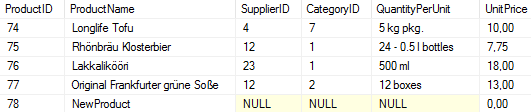 ProductID ProductName SupplierID CategoryID QuantityPerUnit UnitPrice
74 Longlife Tofu 4 7 5 kg pkg. 10,00
75 Rhönbräu Klosterbier 12 1 24 - 0.5 l bottles 7,75
76 Lakkalikööri 23 1 500 ml 18,00
77 Original Frankfurter grüne Soße 12 2 12 boxes 13,00
78 NewProduct NULL NULL NULL 0,00